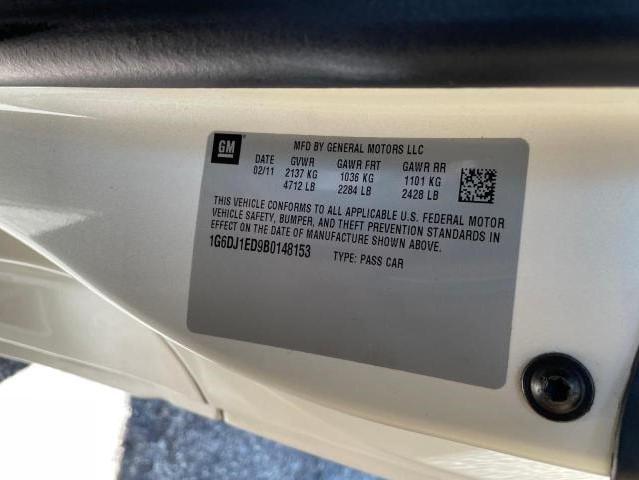 GM
MFD BY GENERAL MOTORS LLC
DATE GVWR GAWR FRT GAWR RR
02/11 2137 KG 1036 KG 1101 KG
4712 LB 2284 LB 2428 LB
THIS VEHICLE CONFORMS TO ALL APPLICABLE U.S. FEDERAL MOTOR
VEHICLE SAFETY, BUMPER, AND THEFT PREVENTION STANDARDS IN
EFFECT ON THE DATE OF MANUFACTURE SHOWN ABOVE.
1G6DJ1ED9B0148153 TYPE: PASS CAR